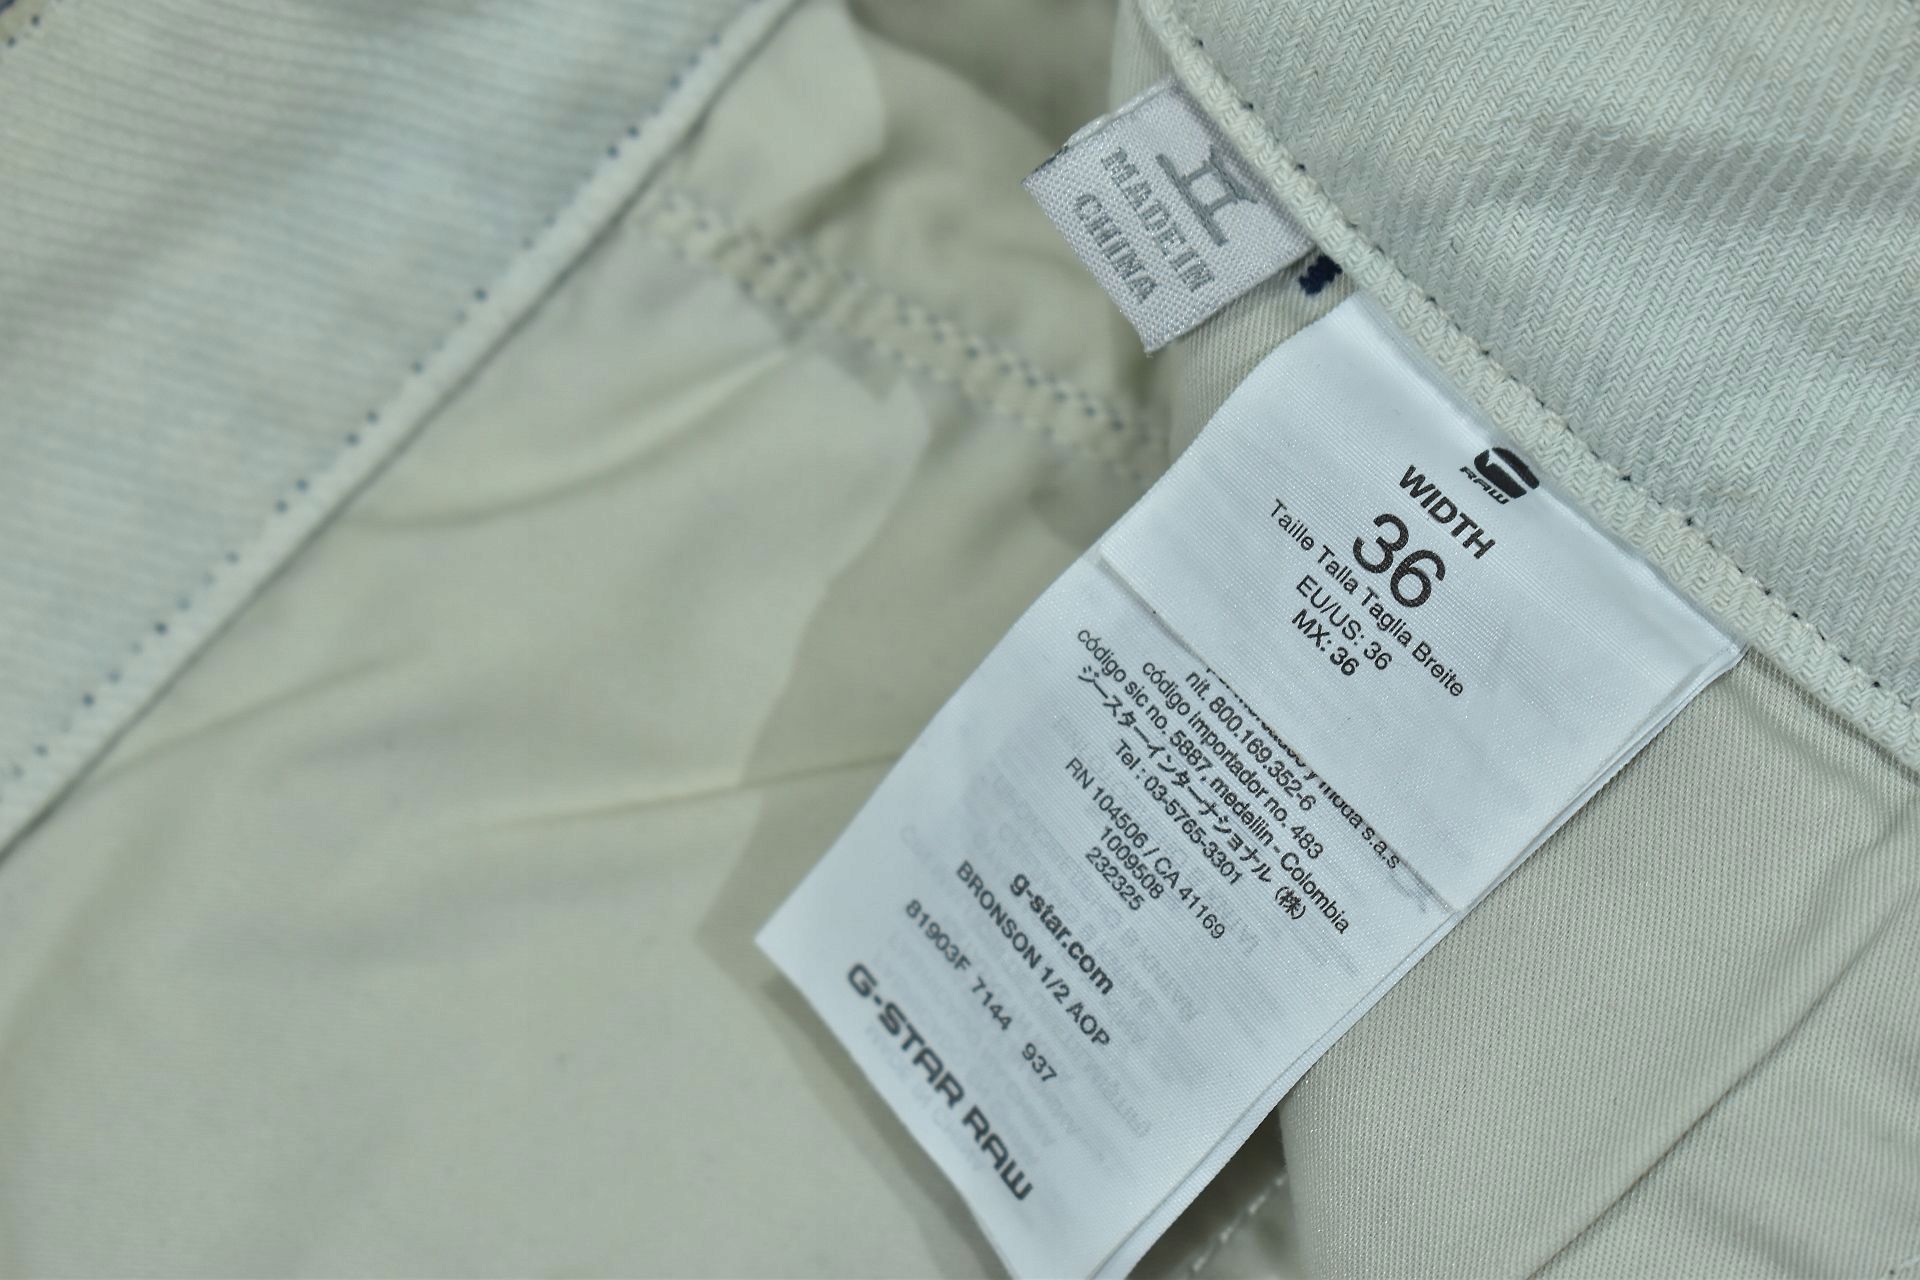 MADE IN
CHINA
RAW
WIDTH
36
Taille Talla Taglia Breite
EU/US: 36
MX: 36
y moda s.a.s
nit. 800.169.352-6
código importador no. 483
código sic no. 5887, medellin - Colombia
ジースターインターナショナル (株)
Tel : 03-5765-3301
RN 104506 / CA 41169
1009508
232325
g-star.com
BRONSON 1/2 AOP
81903F 7144 937
G-STAR RAW